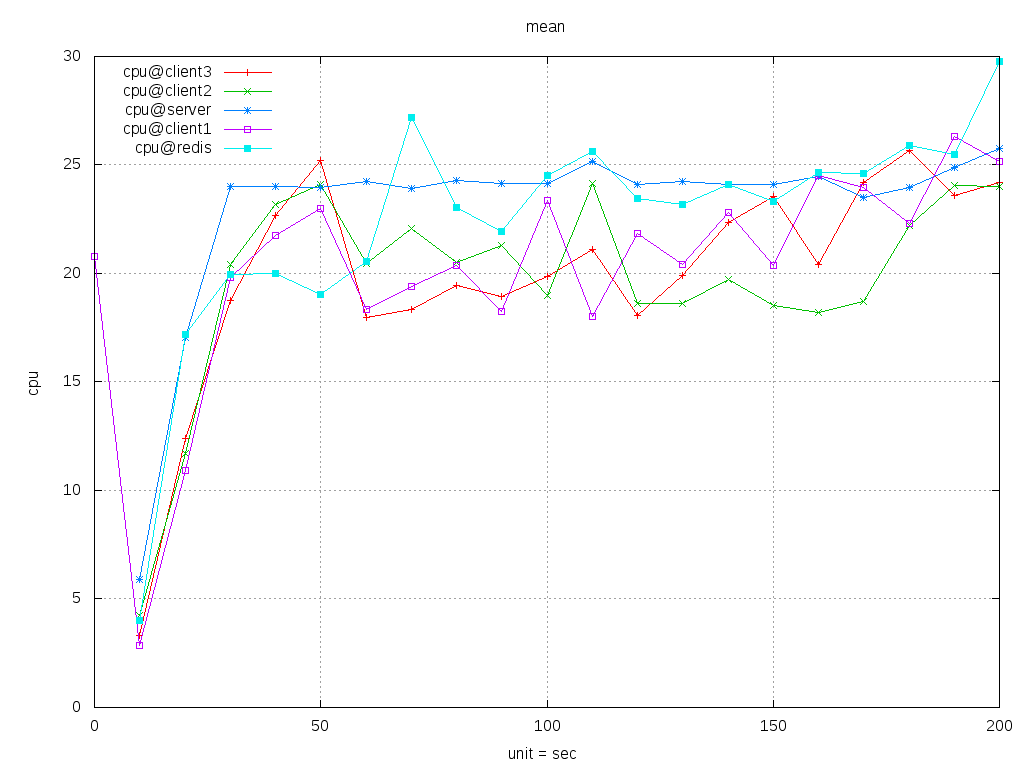 mean
30
25
20
15
10
5
0
cpu
cpu@client3
cpu@client2
cpu@server
cpu@client1
cpu@redis
0 50 100 150 200
unit = sec